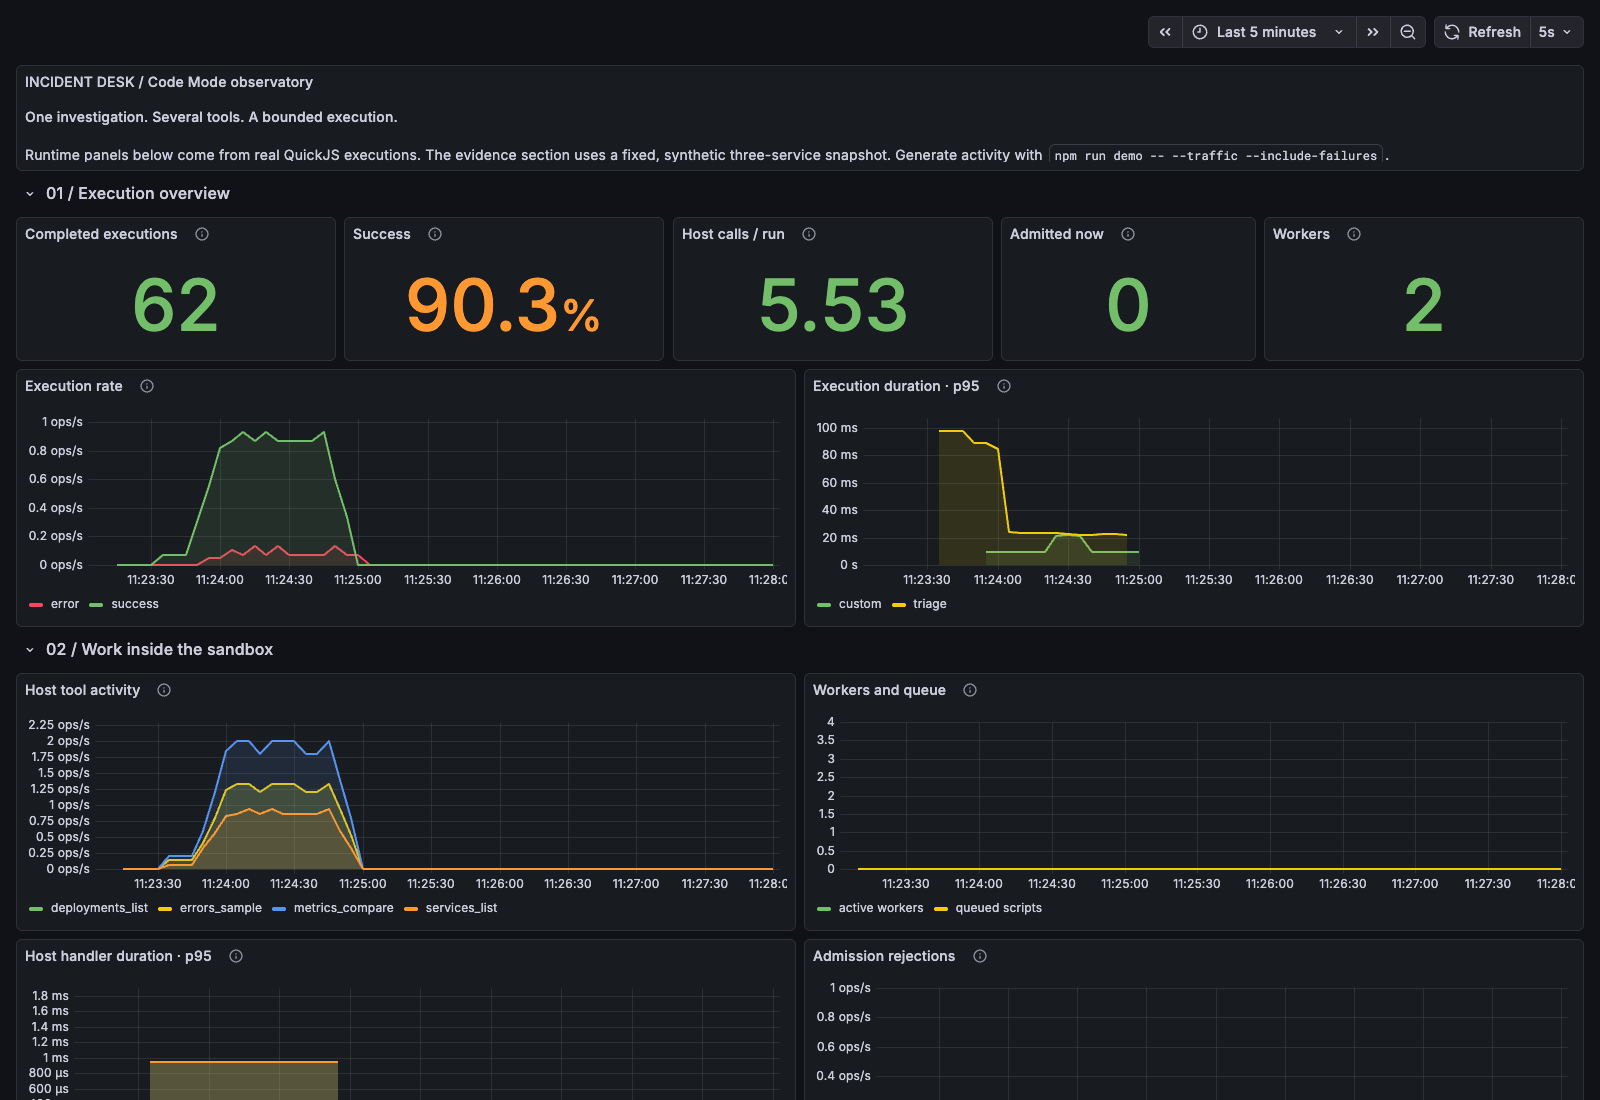 Last 5 minutes
Refresh
5s
INCIDENT DESK / Code Mode observatory
One investigation. Several tools. A bounded execution.
Runtime panels below come from real QuickJS executions. The evidence section uses a fixed, synthetic three-service snapshot. Generate activity with npm run demo -- --traffic --include-failures .
01 / Execution overview
Completed executions
62
Success
90.3%
Host calls / run
5.53
Admitted now
0
Workers
2
Execution rate
1 ops/s
0.8 ops/s
0.6 ops/s
0.4 ops/s
0.2 ops/s
0 ops/s
11:23:30 11:24:00 11:24:30 11:25:00 11:25:30 11:26:00 11:26:30 11:27:00 11:27:30 11:28:0
error success
Execution duration · p95
100 ms
80 ms
60 ms
40 ms
20 ms
0 s
11:23:30 11:24:00 11:24:30 11:25:00 11:25:30 11:26:00 11:26:30 11:27:00 11:27:30 11:28:0
custom triage
02 / Work inside the sandbox
Host tool activity
2.25 ops/s
2 ops/s
1.75 ops/s
1.5 ops/s
1.25 ops/s
1 ops/s
0.75 ops/s
0.5 ops/s
0.25 ops/s
0 ops/s
11:23:30 11:24:00 11:24:30 11:25:00 11:25:30 11:26:00 11:26:30 11:27:00 11:27:30 11:28:0
deployments_list errors_sample metrics_compare services_list
Workers and queue
4
3.5
3
2.5
2
1.5
1
0.5
0
11:23:30 11:24:00 11:24:30 11:25:00 11:25:30 11:26:00 11:26:30 11:27:00 11:27:30 11:28:0
active workers queued scripts
Host handler duration · p95
1.8 ms
1.6 ms
1.4 ms
1.2 ms
1 ms
800 µs
600 µs
Admission rejections
1 ops/s
0.8 ops/s
0.6 ops/s
0.4 ops/s